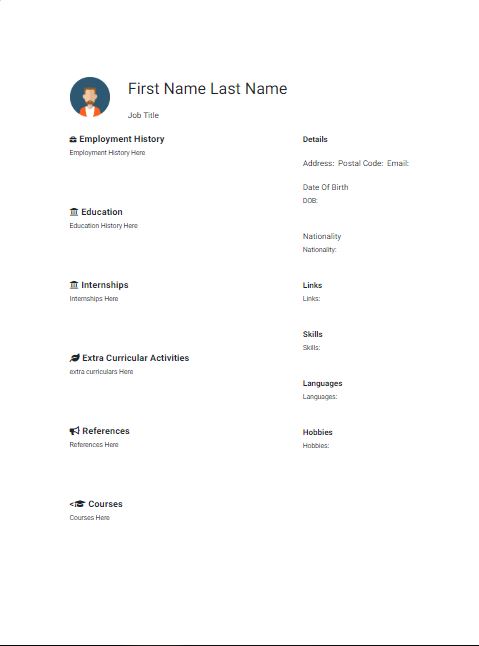 First Name Last Name
Job Title
Employment History
Employment History Here
Education
Education History Here
Internships
Internships Here
Extra Curricular Activities
extra curriculars Here
References
References Here
< Courses
Courses Here
Details
Address: Postal Code: Email:
Date Of Birth
DOB:
Nationality
Nationality:
Links
Links:
Skills
Skills:
Languages
Languages:
Hobbies
Hobbies: